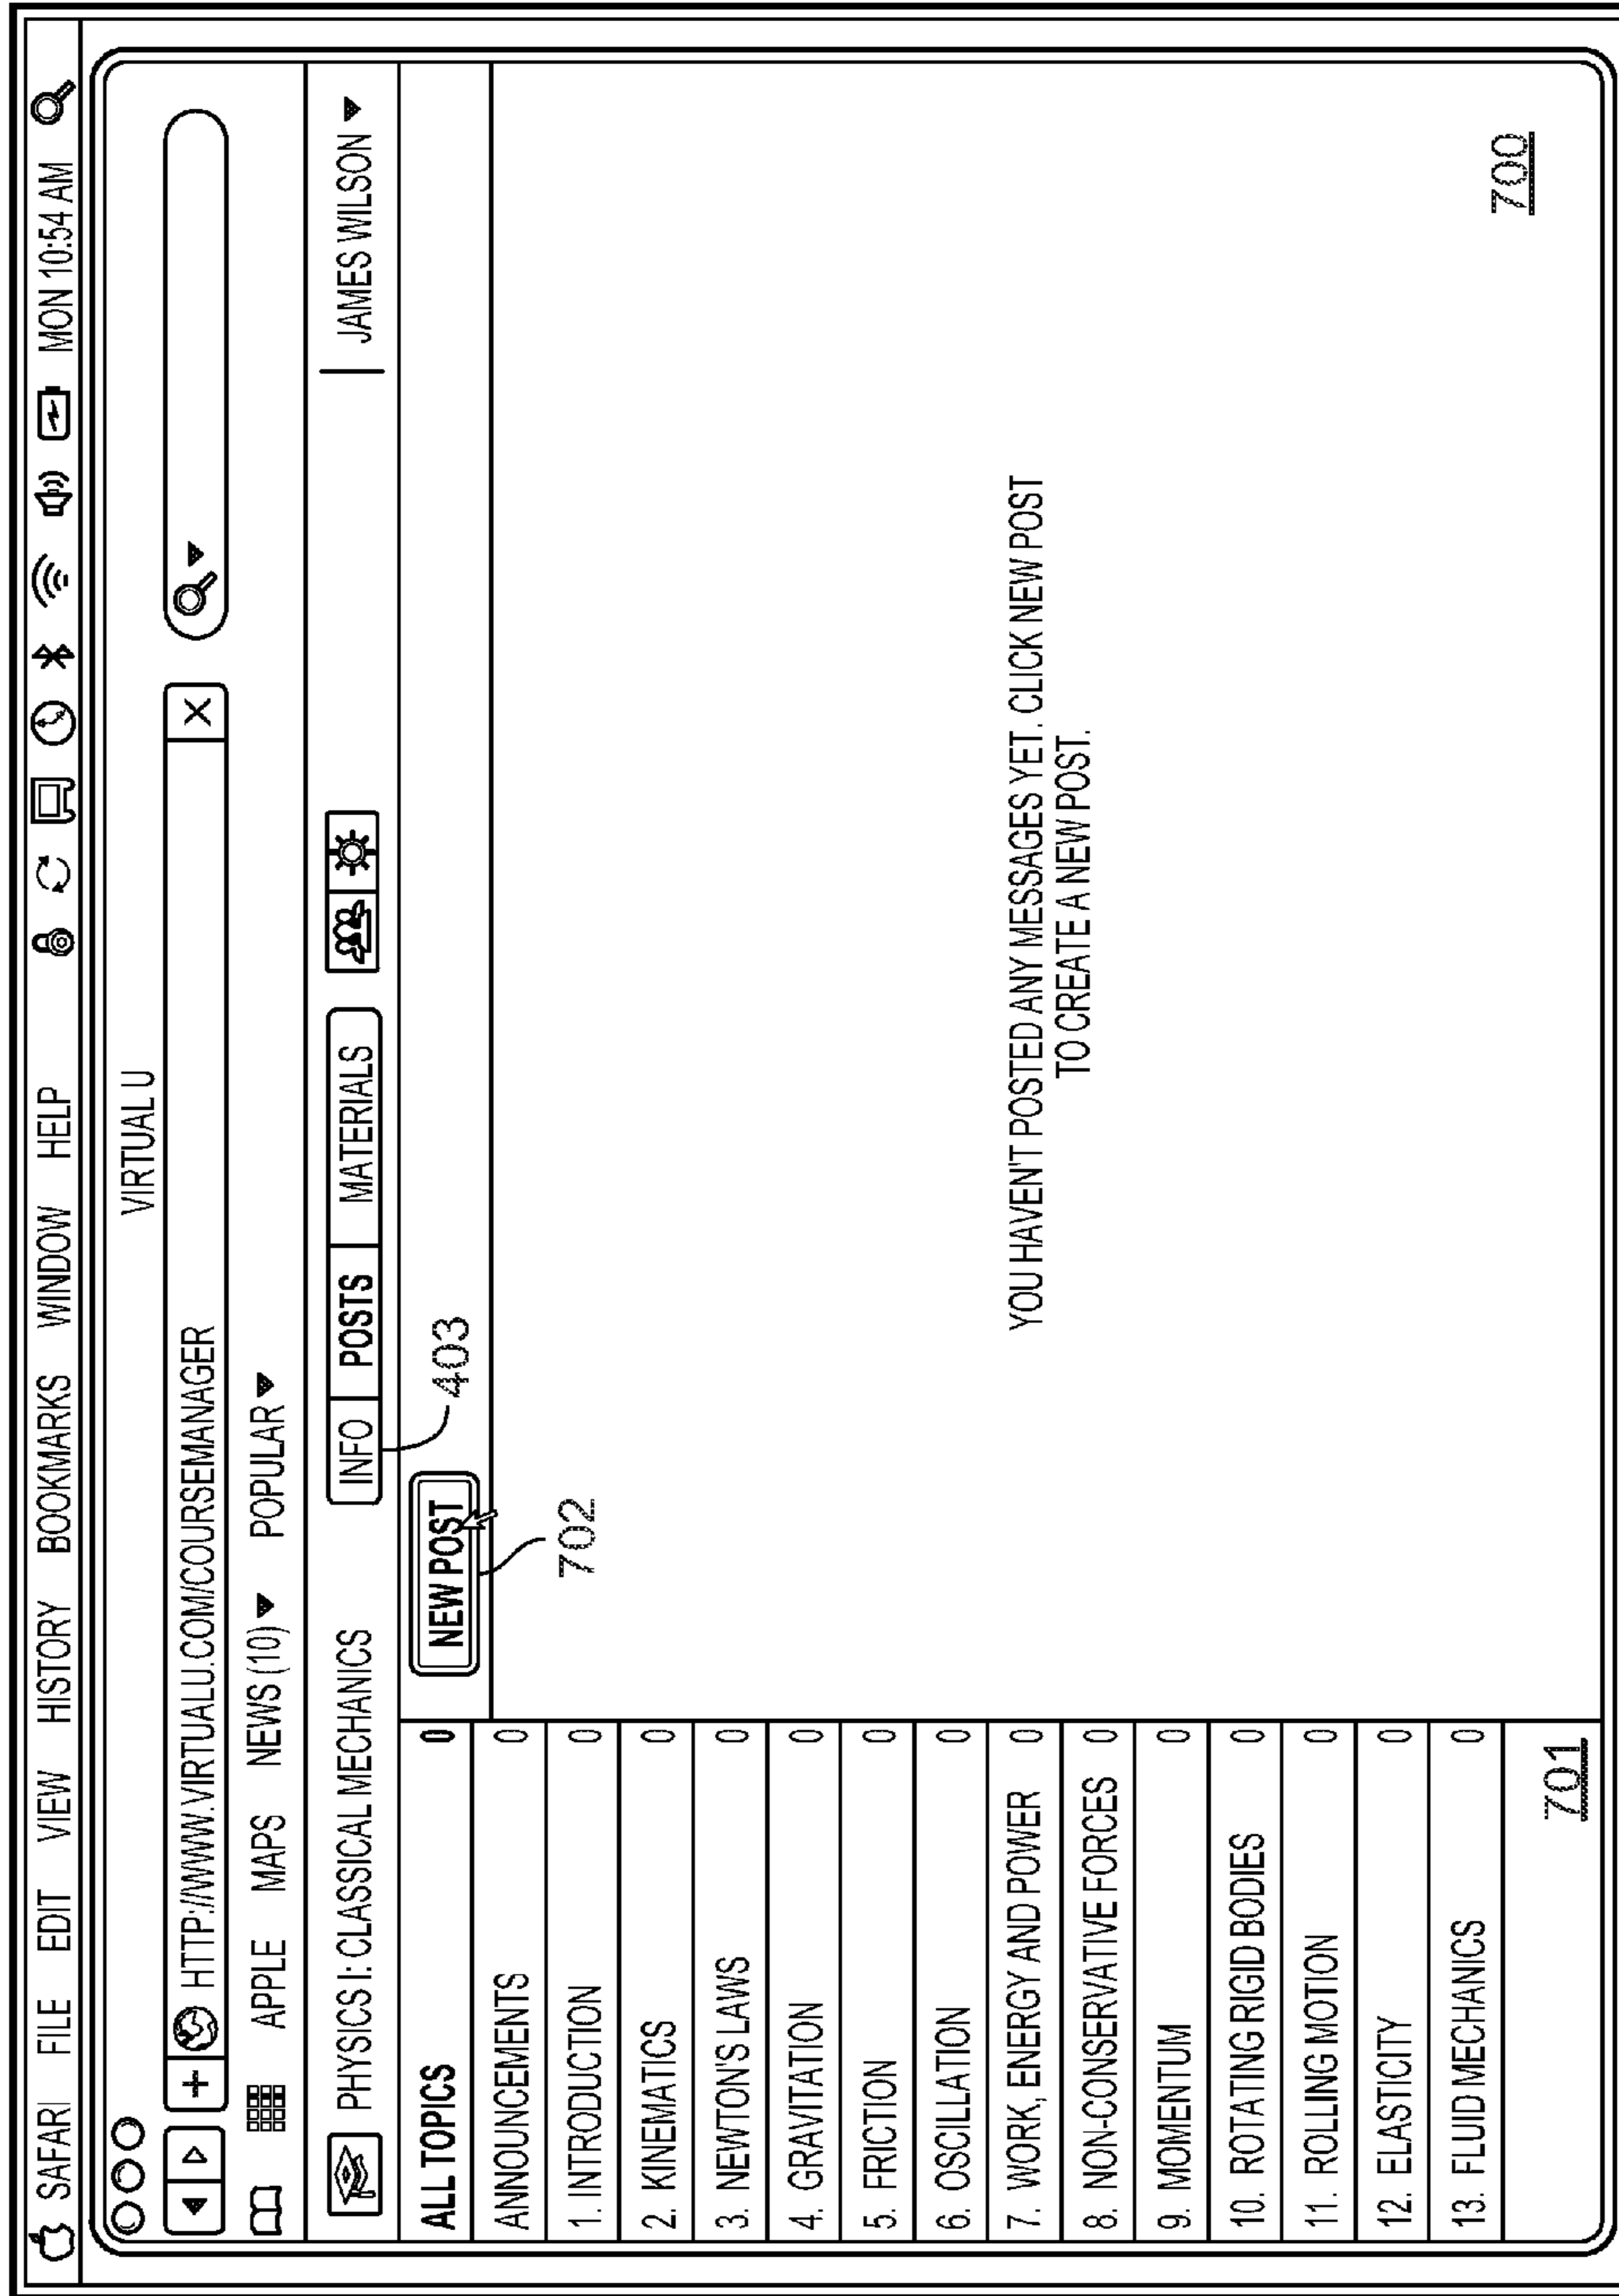 SAFARI FILE EDIT VIEW HISTORY BOOKMARKS WINDOW HELP MON 10:54 AM
VIRTUAL U
+ HTTP://WWW.VIRTUALU.COM/COURSEMANAGER X
APPLE MAPS NEWS (10) POPULAR
PHYSICS I: CLASSICAL MECHANICS INFO POSTS MATERIALS JAMES WILSON
403
ALL TOPICS 0
NEW POST
702
ANNOUNCEMENTS 0
1. INTRODUCTION 0
2. KINEMATICS 0
3. NEWTON'S LAWS 0
4. GRAVITATION 0
5. FRICTION 0
6. OSCILLATION 0
7. WORK, ENERGY AND POWER 0
8. NON-CONSERVATIVE FORCES 0
9. MOMENTUM 0
10. ROTATING RIGID BODIES 0
11. ROLLING MOTION 0
12. ELASTICITY 0
13. FLUID MECHANICS 0
701
YOU HAVEN'T POSTED ANY MESSAGES YET. CLICK NEW POST
TO CREATE A NEW POST.
700